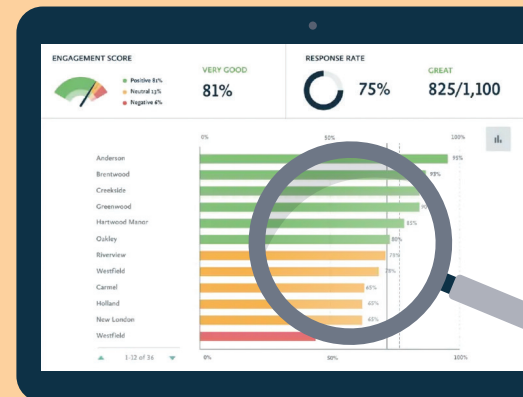 ENGAGEMENT SCORE
Positive 81%
Neutral 13%
Negative 6%
VERY GOOD
81%
RESPONSE RATE
75%
GREAT
825/1,100
0%
50%
100%
Anderson 95%
Brentwood
Creekside
Greenwood
Hartwood Manor 85%
Oakley 80%
Riverview
Westfield
Carmel
Holland
New London
Westfield
1-12 of 36
0%
50%
100%